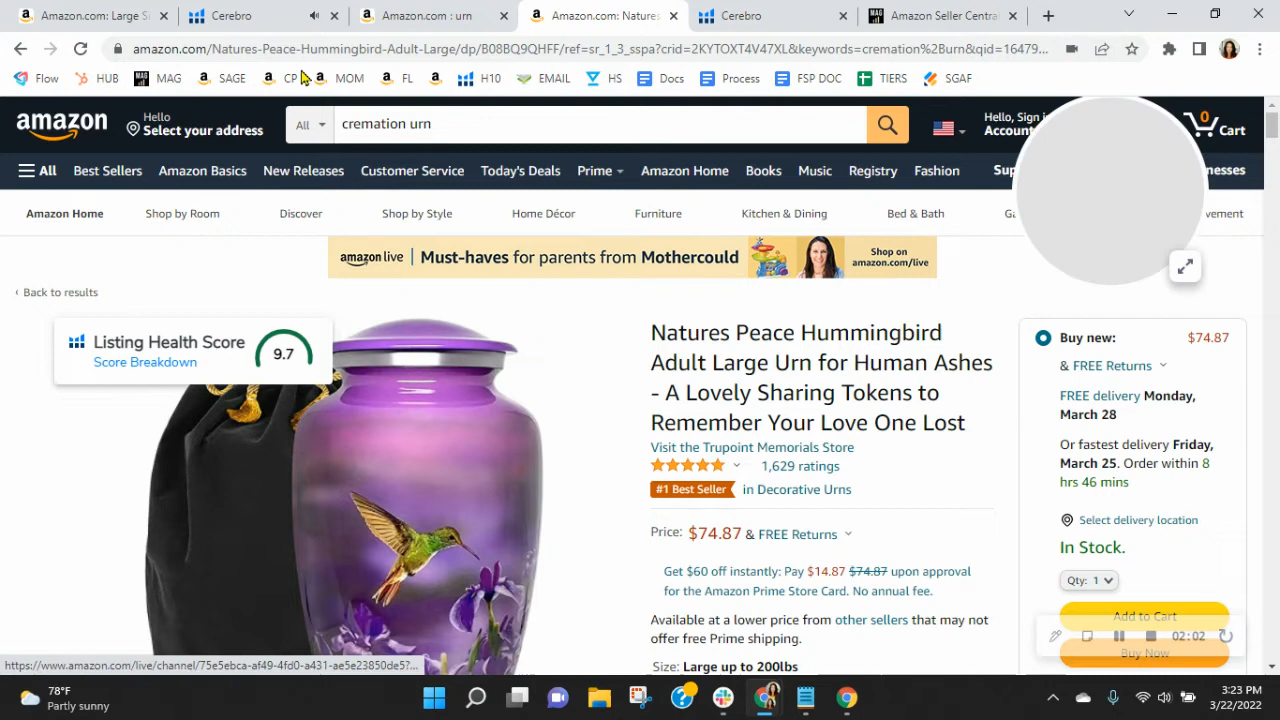 Amazon.com: Large S
Cerebro
Amazon.com : urn
Amazon.com: Natures
Cerebro
Amazon Seller Centra
amazon.com/Natures-Peace-Hummingbird-Adult-Large/dp/B08BQ9QHFF/ref=sr_1_3_sspa?crid=2KYTOXT4V47XL&keywords=cremation%2Burn&qid=16479...
Flow
HUB
MAG
MAG
SAGE
CP
MOM
FL
H10
EMAIL
HS
Docs
Process
FSP DOC
TIERS
SGAF
amazon
Hello
Select your address
All
cremation urn
Hello, Sign i
Accou
0
Cart
All
Best Sellers
Amazon Basics
New Releases
Customer Service
Today's Deals
Prime
Amazon Home
Books
Music
Registry
Fashion
Sup
nesses
Amazon Home
Shop by Room
Discover
Shop by Style
Home Décor
Furniture
Kitchen & Dining
Bed & Bath
Ga
vement
amazon live
Must-haves for parents from Mothercould
Shop on
amazon.com/live
‹ Back to results
Listing Health Score
Score Breakdown
9.7
Natures Peace Hummingbird
Adult Large Urn for Human Ashes
- A Lovely Sharing Tokens to
Remember Your Love One Lost
Visit the Trupoint Memorials Store
1,629 ratings
#1 Best Seller
in Decorative Urns
Price: $74.87 & FREE Returns
Get $60 off instantly: Pay $14.87 $74.87 upon approval
for the Amazon Prime Store Card. No annual fee.
Available at a lower price from other sellers that may not
offer free Prime shipping.
Size: Large up to 200lbs
Buy new:
$74.87
& FREE Returns
FREE delivery Monday,
March 28
Or fastest delivery Friday,
March 25. Order within 8
hrs 46 mins
Select delivery location
In Stock.
Qty: 1
Add to Cart
02:02
Buy Now
https://www.amazon.com/live/channel/75e5ebca-af49-4fd0-a431-ae5e23850de5?...
78°F
Partly sunny
3:23 PM
3/22/2022